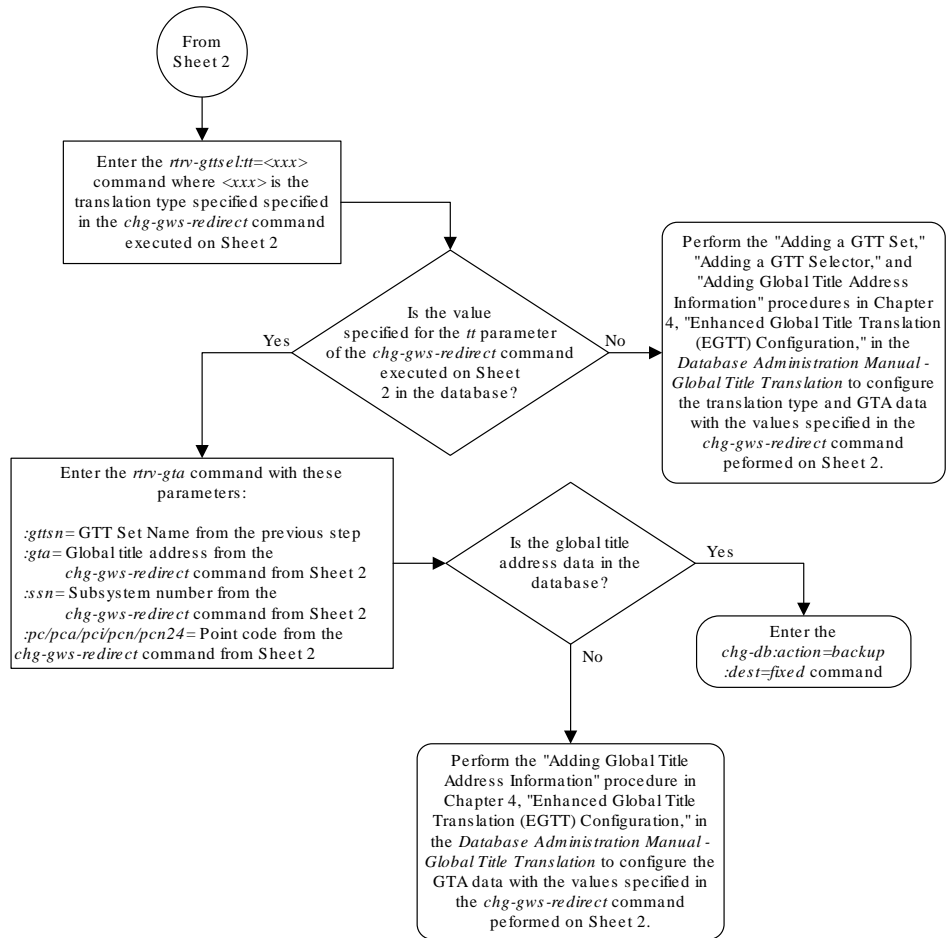 From
Sheet 2
Enter the rtrv-gttsel:tt=<xxx>
command where <xxx> is the
translation type specified specified
in the chg-gws-redirect command
executed on Sheet 2
Is the value
specified for the tt parameter
of the chg-gws-redirect command
executed on Sheet
2 in the database?
Yes
No
Perform the "Adding a GTT Set,"
"Adding a GTT Selector," and
"Adding Global Title Address
Information" procedures in Chapter
4, "Enhanced Global Title Translation
(EGTT) Configuration," in the
Database Administration Manual -
Global Title Translation to configure
the translation type and GTA data
with the values specified in the
chg-gws-redirect command
peformed on Sheet 2.
Enter the rtrv-gta command with these
parameters:
:gttsn= GTT Set Name from the previous step
:gta= Global title address from the
chg-gws-redirect command from Sheet 2
:ssn= Subsystem number from the
chg-gws-redirect command from Sheet 2
:pc/pca/pci/pcn/pcn24= Point code from the
chg-gws-redirect command from Sheet 2
Is the global title
address data in the
database?
Yes
No
Enter the
chg-db:action=backup
:dest=fixed command
Perform the "Adding Global Title
Address Information" procedure in
Chapter 4, "Enhanced Global Title
Translation (EGTT) Configuration," in
the Database Administration Manual -
Global Title Translation to configure the
GTA data with the values specified in
the chg-gws-redirect command
peformed on Sheet 2.